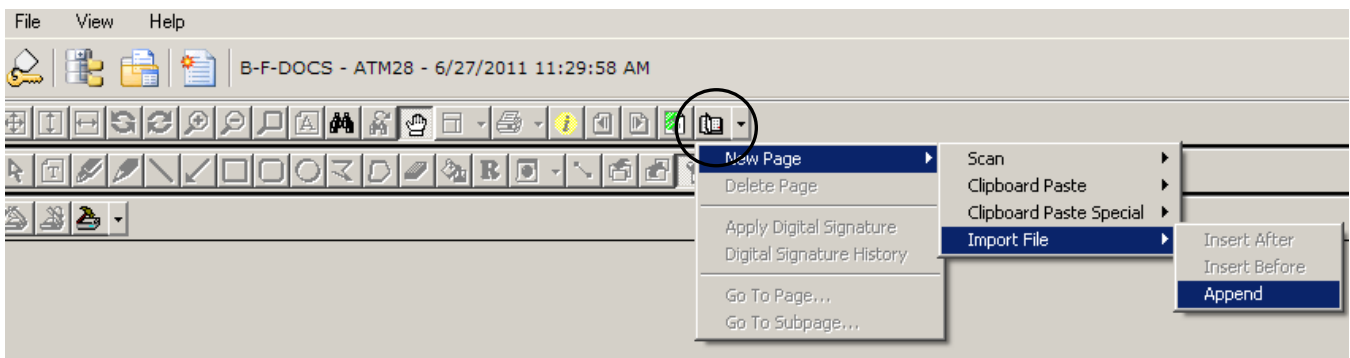 File View Help
B-F-DOCS - ATM28 - 6/27/2011 11:29:58 AM
New Page
Delete Page
Apply Digital Signature
Digital Signature History
Go To Page...
Go To Subpage...
Scan
Clipboard Paste
Clipboard Paste Special
Import File
Insert After
Insert Before
Append